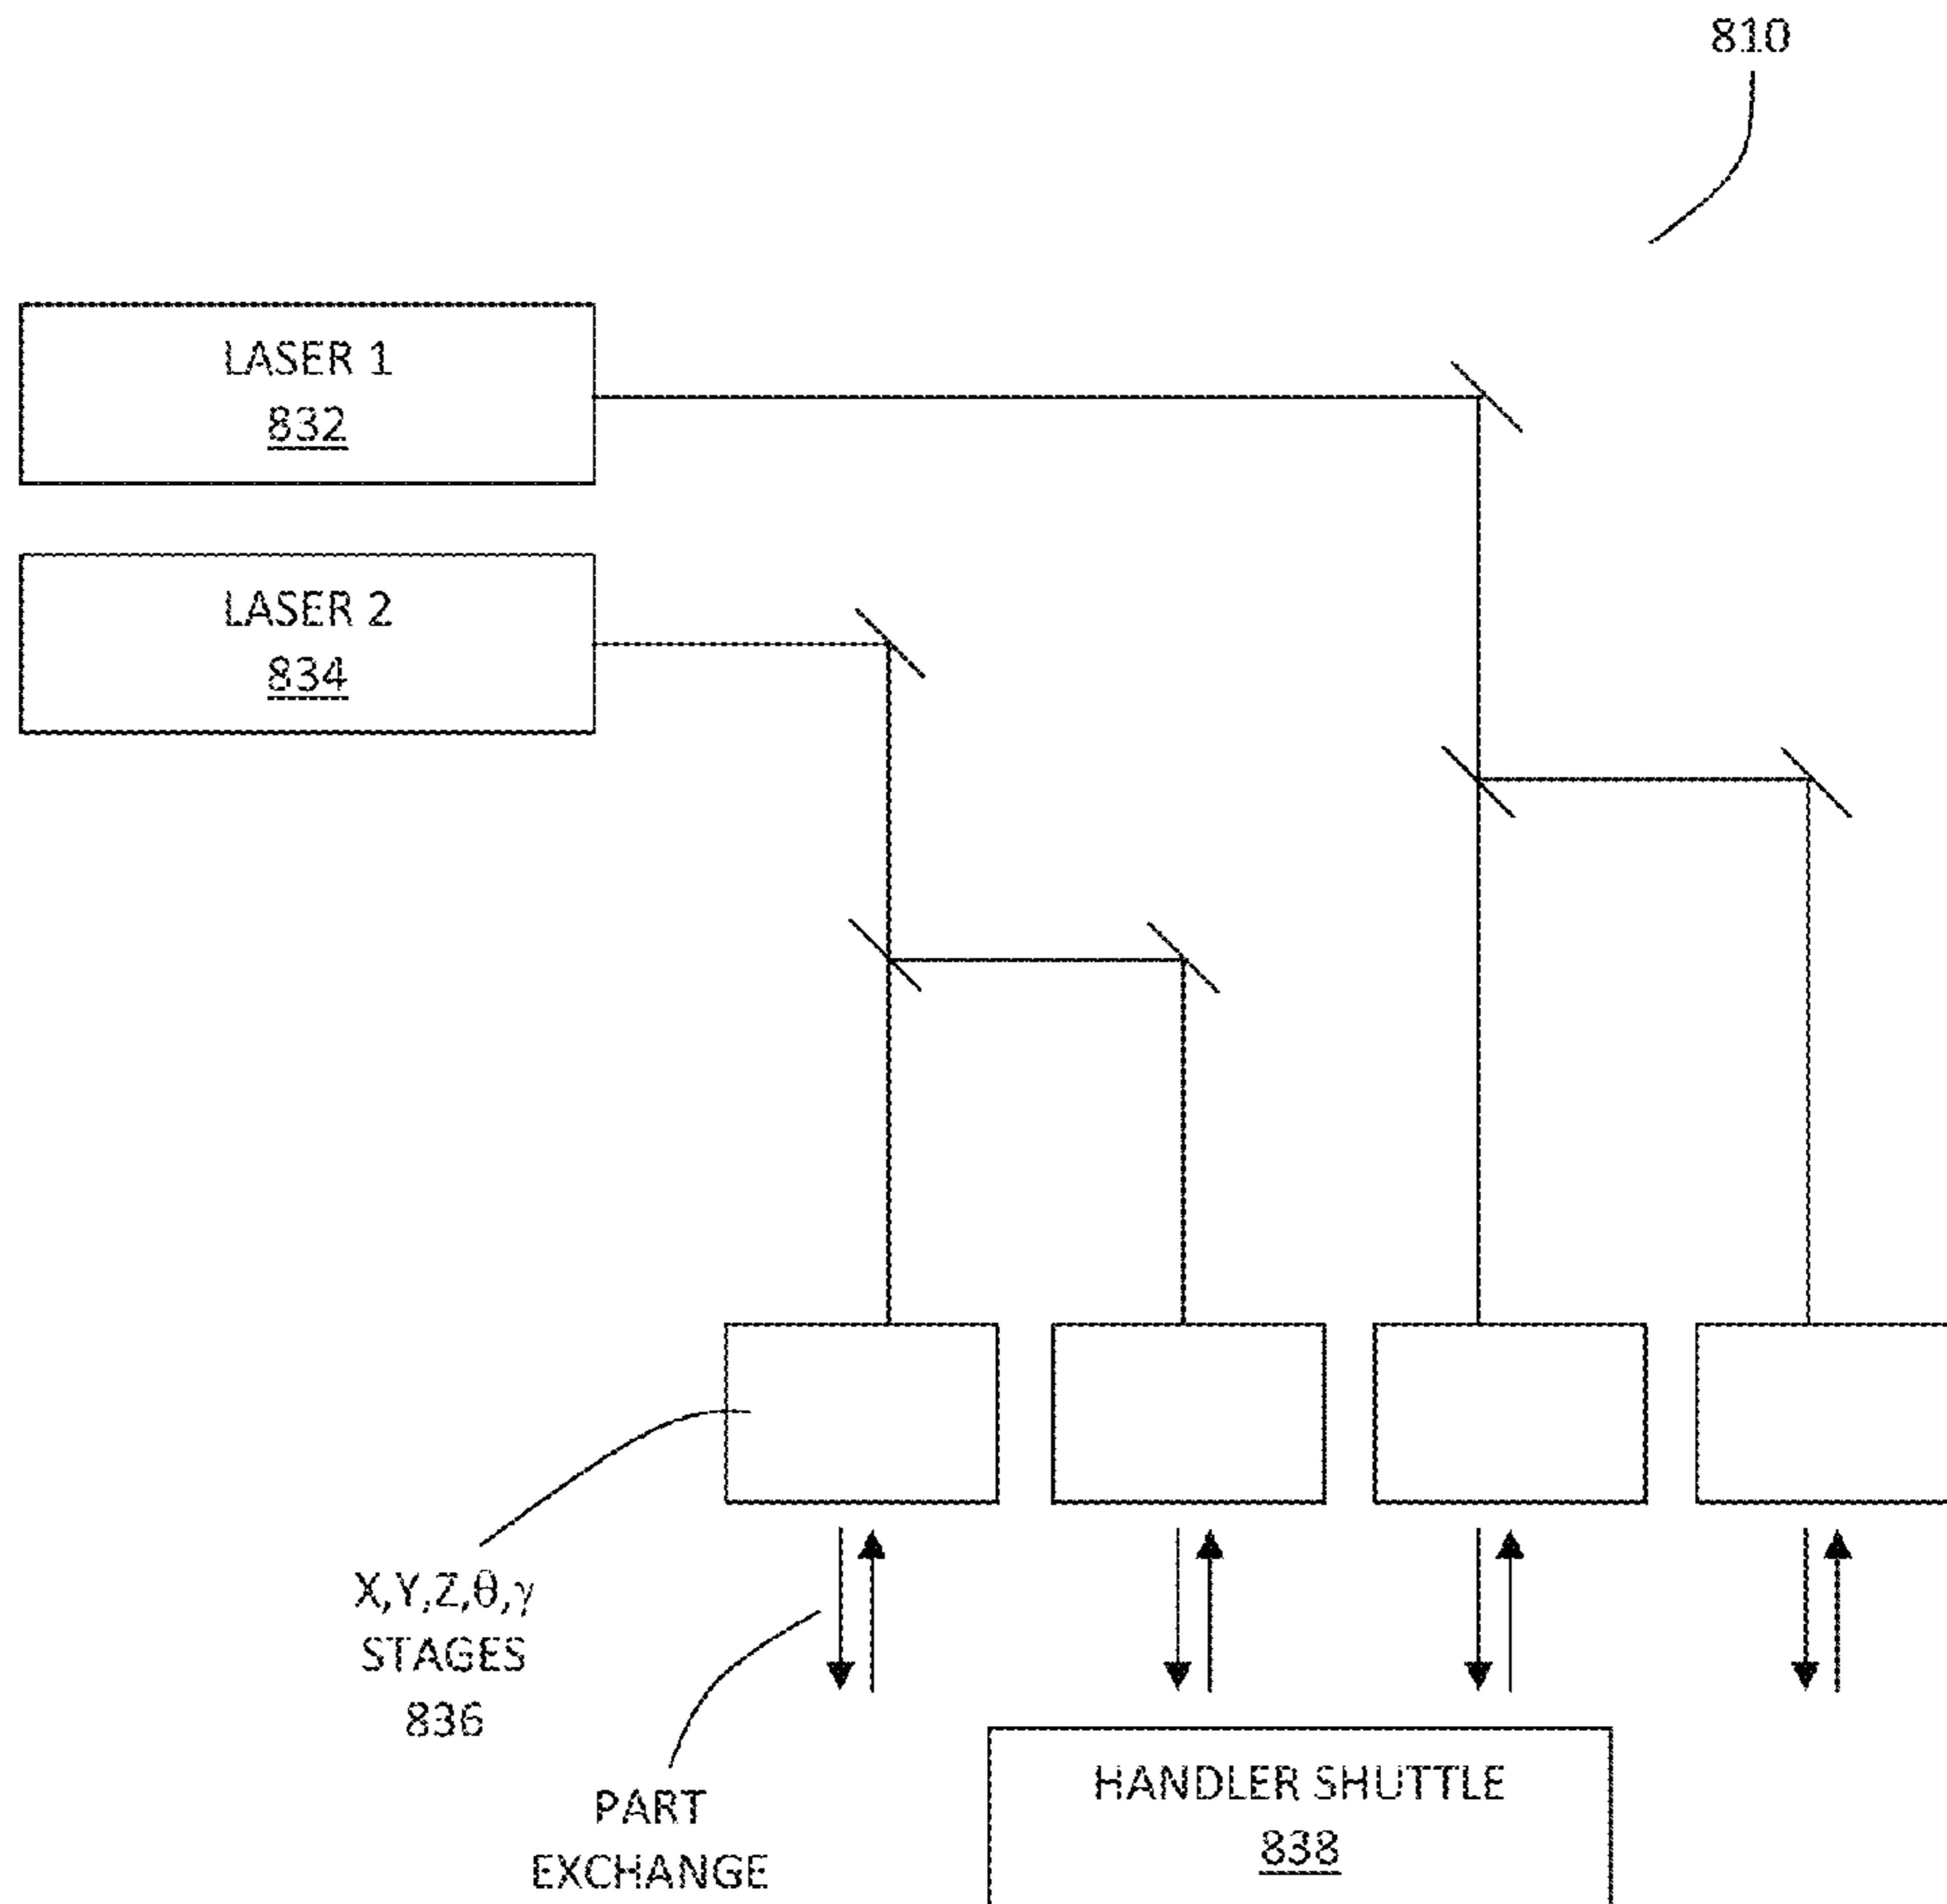 810
LASER 1
832
LASER 2
834
X,Y,Z,θ,γ
STAGES
836
PART
EXCHANGE
HANDLER SHUTTLE
838